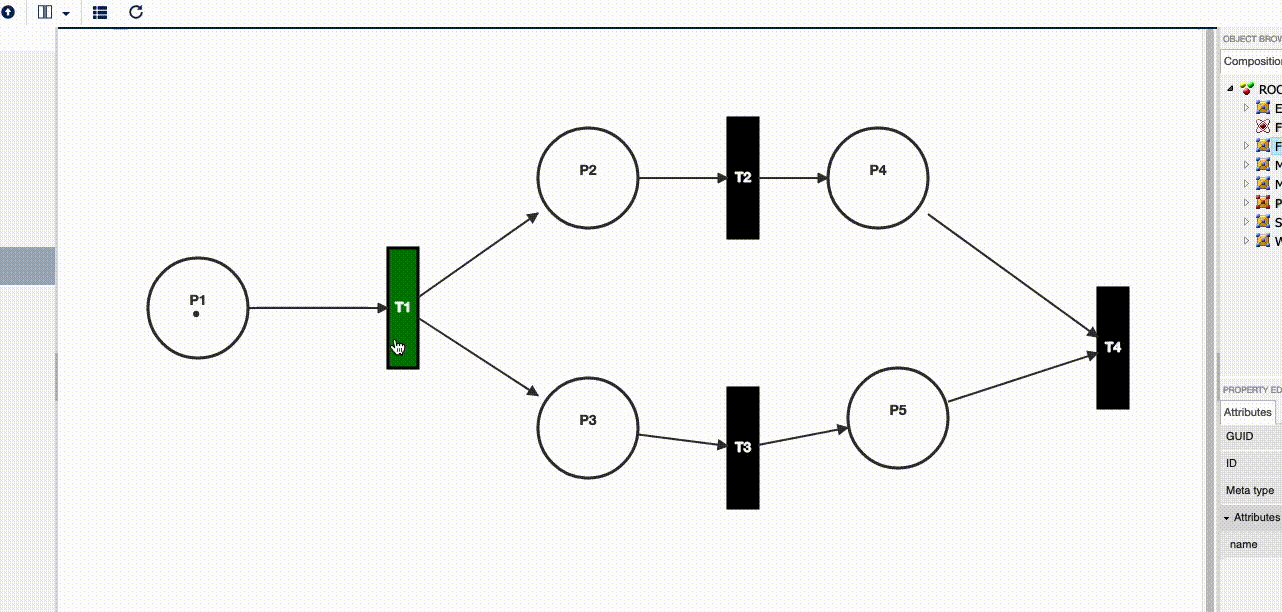 OBJECT BROW
Compositio
ROO
E
F
F
M
M
P
S
W
P2
T2
P4
P1
T1
T4
P3
T3
P5
PROPERTY ED
Attributes
GUID
ID
Meta type
Attributes
name